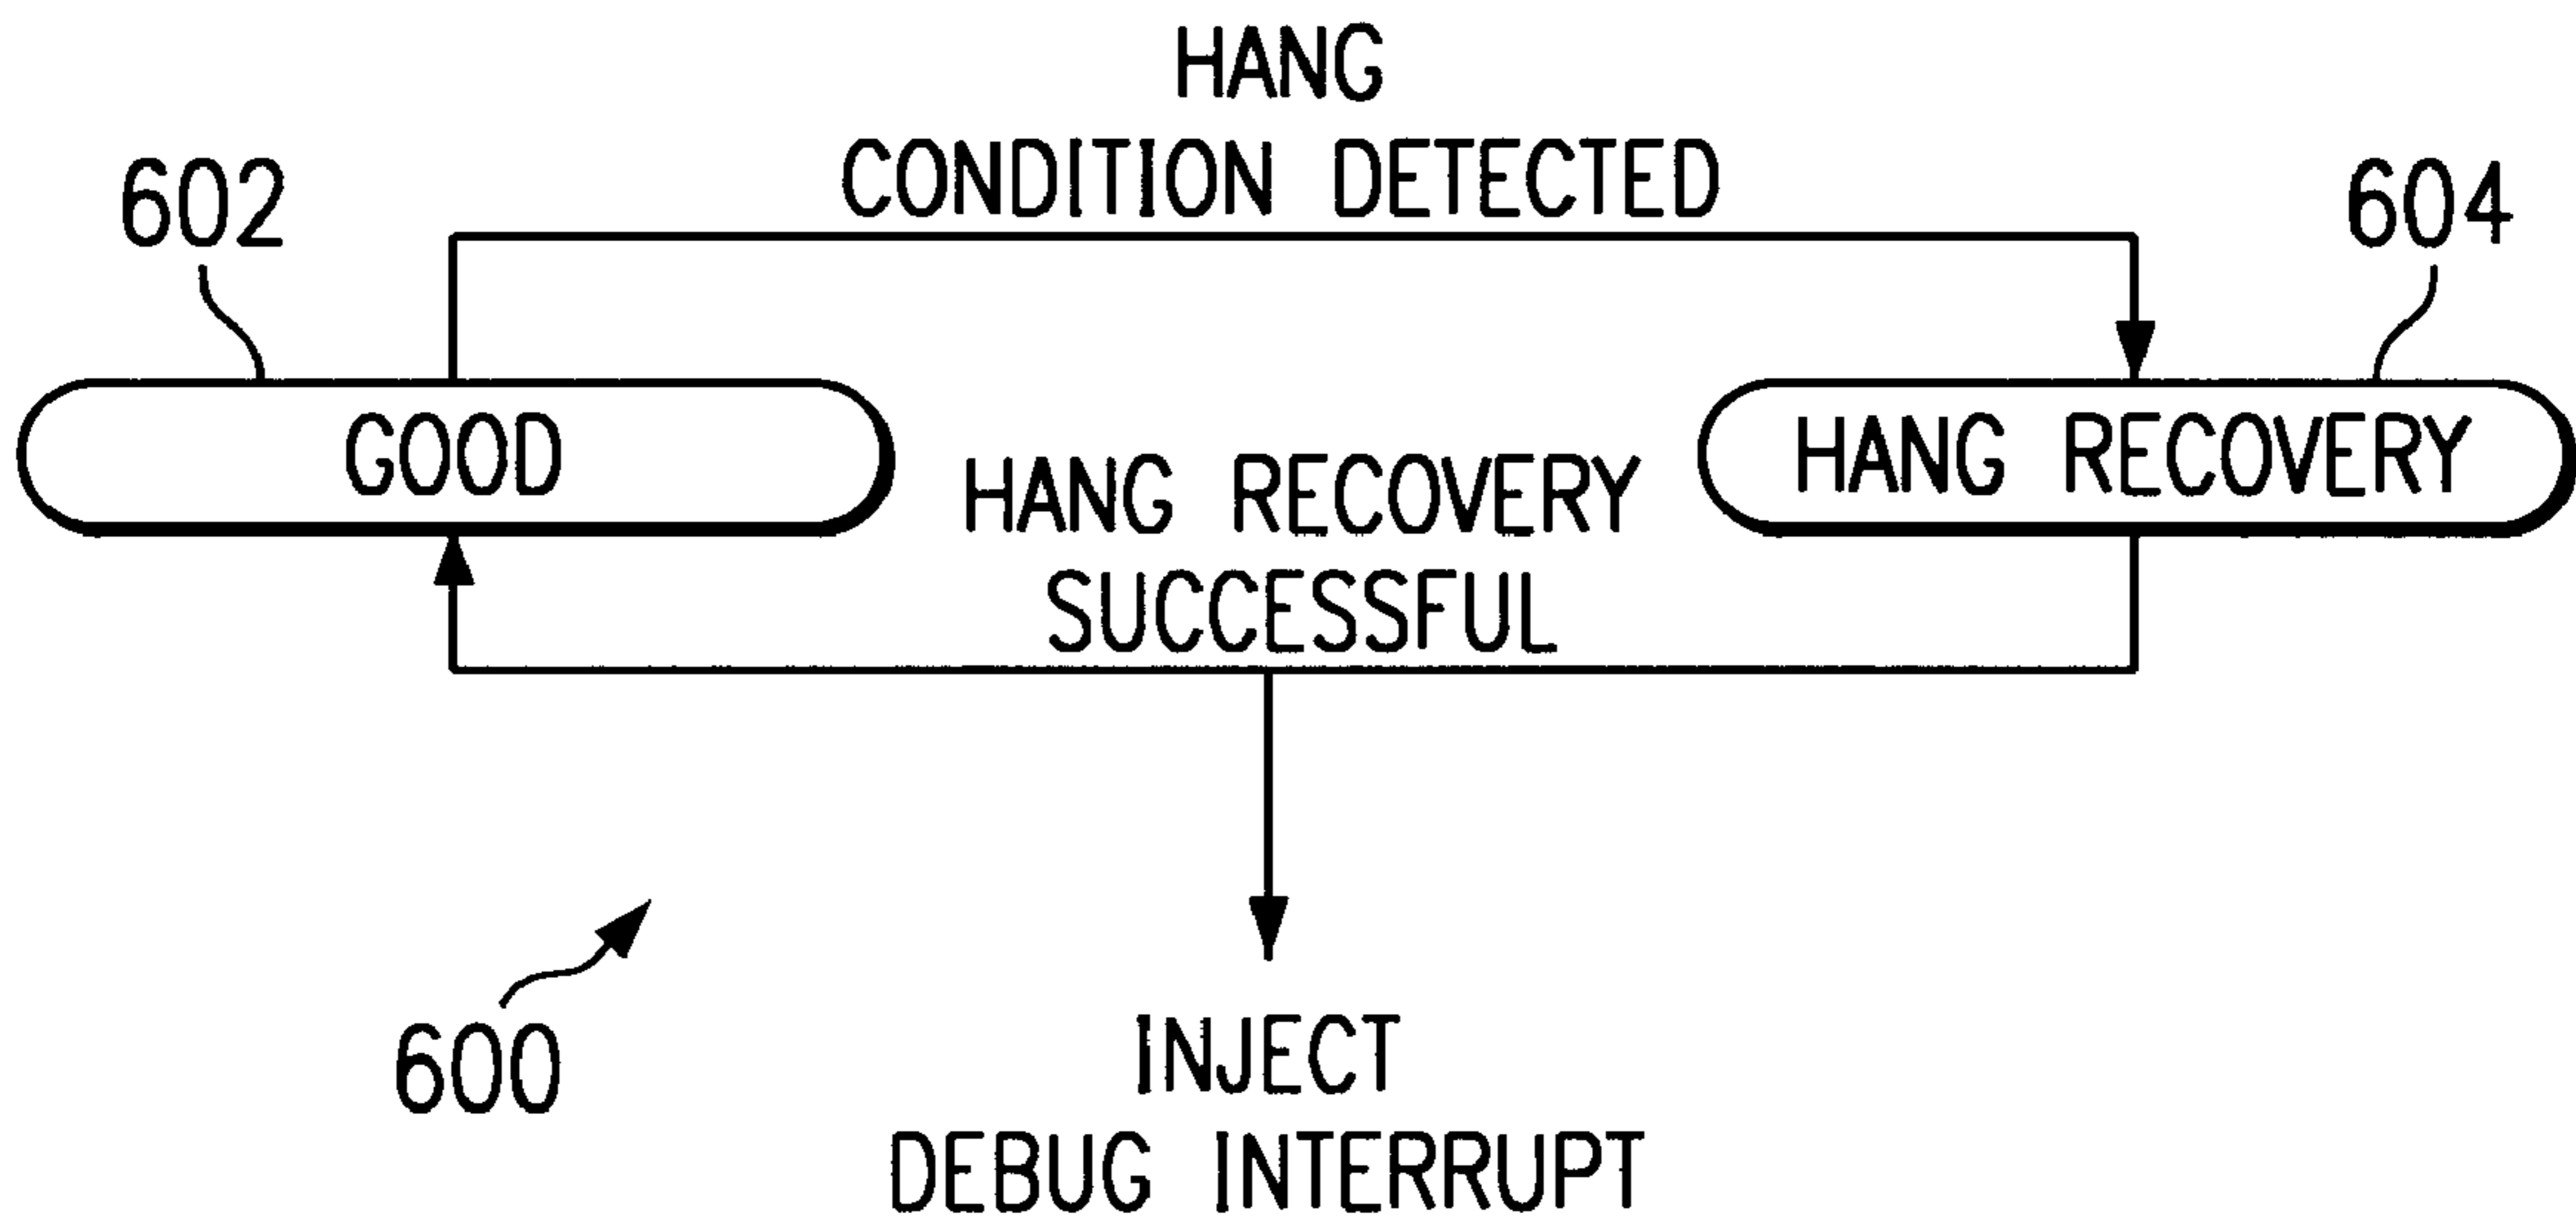 HANG
CONDITION DETECTED
602
604
GOOD
HANG RECOVERY
HANG RECOVERY
SUCCESSFUL
600
INJECT
DEBUG INTERRUPT